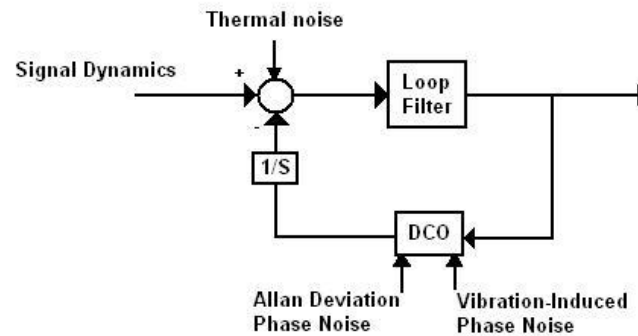 Thermal noise
Signal Dynamics
+
Loop
Filter
-
1/S
DCO
Allan Deviation
Phase Noise
Vibration-Induced
Phase Noise